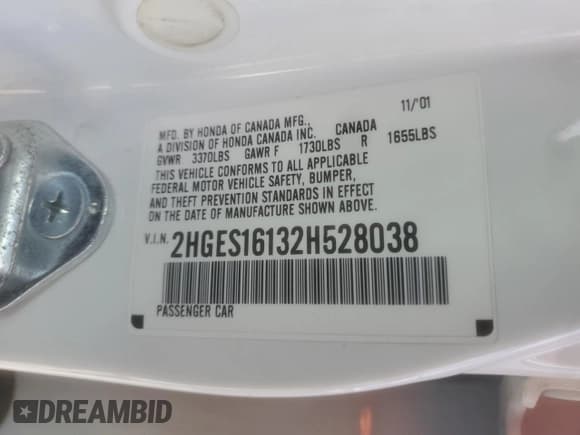 11/'01
MFD. BY HONDA OF CANADA MFG.,
A DIVISION OF HONDA CANADA INC. CANADA
GVWR 3370LBS GAWR F 1730LBS R 1655LBS
THIS VEHICLE CONFORMS TO ALL APPLICABLE
FEDERAL MOTOR VEHICLE SAFETY, BUMPER,
AND THEFT PREVENTION STANDARDS IN EFFECT
ON THE DATE OF MANUFACTURE SHOWN ABOVE.
V.I.N. 2HGES16132H528038
PASSENGER CAR
DREAMBID